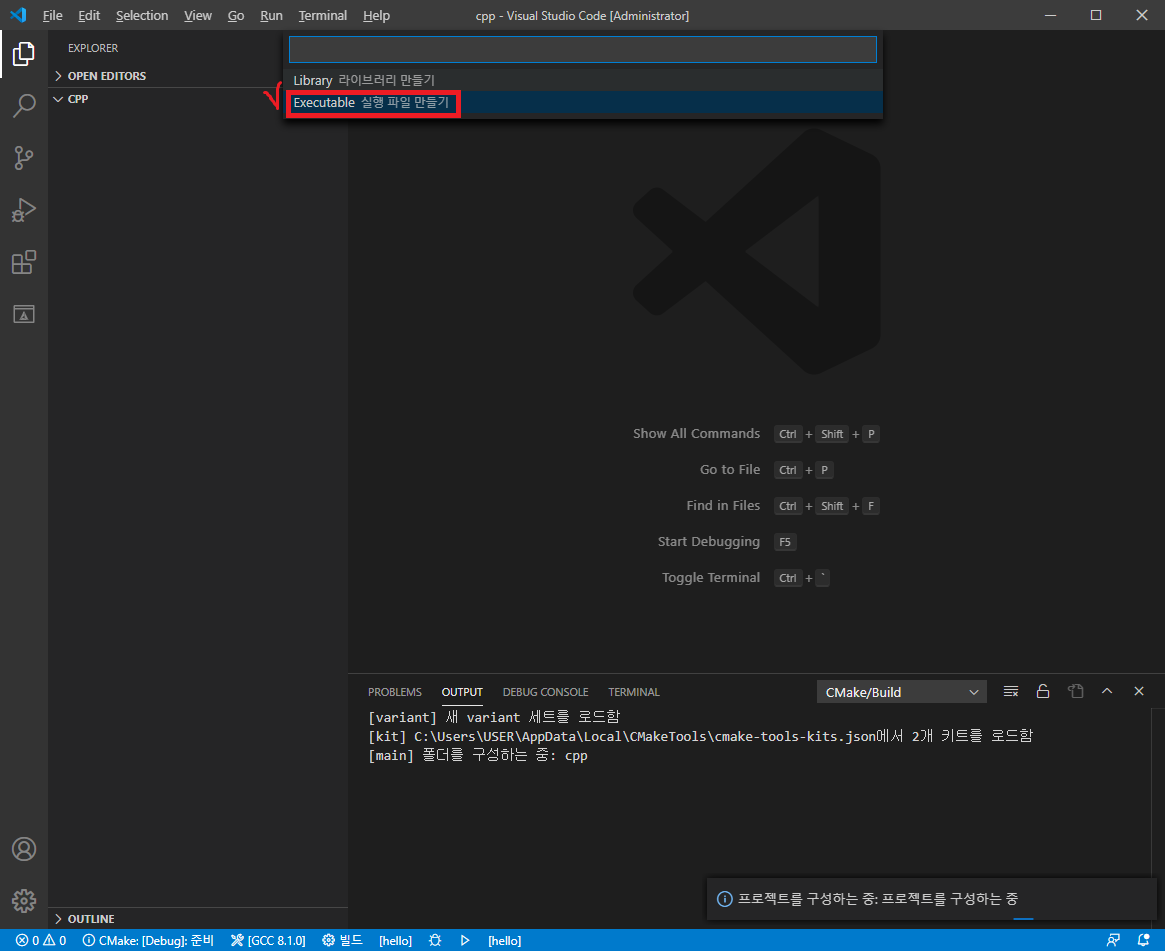 File Edit Selection View Go Run Terminal Help cpp - Visual Studio Code [Administrator]
EXPLORER
OPEN EDITORS
CPP
Library 라이브러리 만들기
Executable 실행 파일 만들기
Show All Commands Ctrl + Shift + P
Go to File Ctrl + P
Find in Files Ctrl + Shift + F
Start Debugging F5
Toggle Terminal Ctrl + `
PROBLEMS OUTPUT DEBUG CONSOLE TERMINAL CMake/Build
[variant] 새 variant 세트를 로드함
[kit] C:\Users\USER\AppData\Local\CMakeTools\cmake-tools-kits.json에서 2개 키트를 로드함
[main] 폴더를 구성하는 중: cpp
프로젝트를 구성하는 중: 프로젝트를 구성하는 중
OUTLINE
0 0 CMake: [Debug]: 준비 [GCC 8.1.0] 빌드 [hello] [hello]